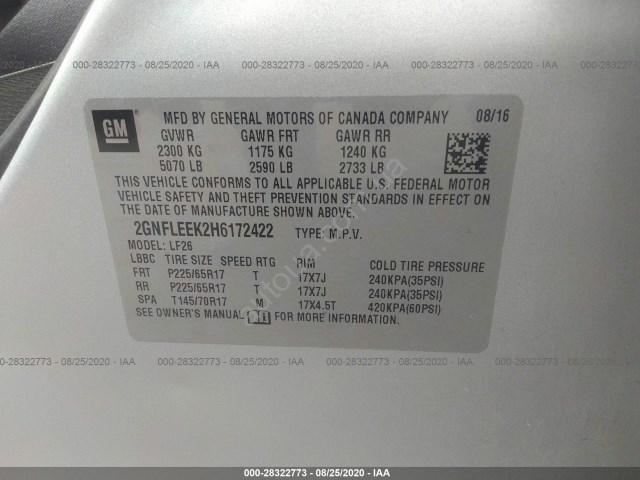 000-28322773 - 08/25/2020 - IAA
GM
MFD BY GENERAL MOTORS OF CANADA COMPANY 08/16
GVWR GAWR FRT GAWR RR
2300 KG 1175 KG 1240 KG
5070 LB 2590 LB 2733 LB
THIS VEHICLE CONFORMS TO ALL APPLICABLE U.S. FEDERAL MOTOR
VEHICLE SAFETY AND THEFT PREVENTION STANDARDS IN EFFECT ON
THE DATE OF MANUFACTURE SHOWN ABOVE.
2GNFLEEK2H6172422 TYPE: M.P.V.
MODEL: LF26
LBBC TIRE SIZE SPEED RTG RIM COLD TIRE PRESSURE
FRT P225/65R17 T 17X7J 240KPA(35PSI)
RR P225/65R17 T 17X7J 240KPA(35PSI)
SPA T145/70R17 M 17X4.5T 420KPA(60PSI)
SEE OWNER'S MANUAL FOR MORE INFORMATION.
000-28322773 - 08/25/2020 - IAA